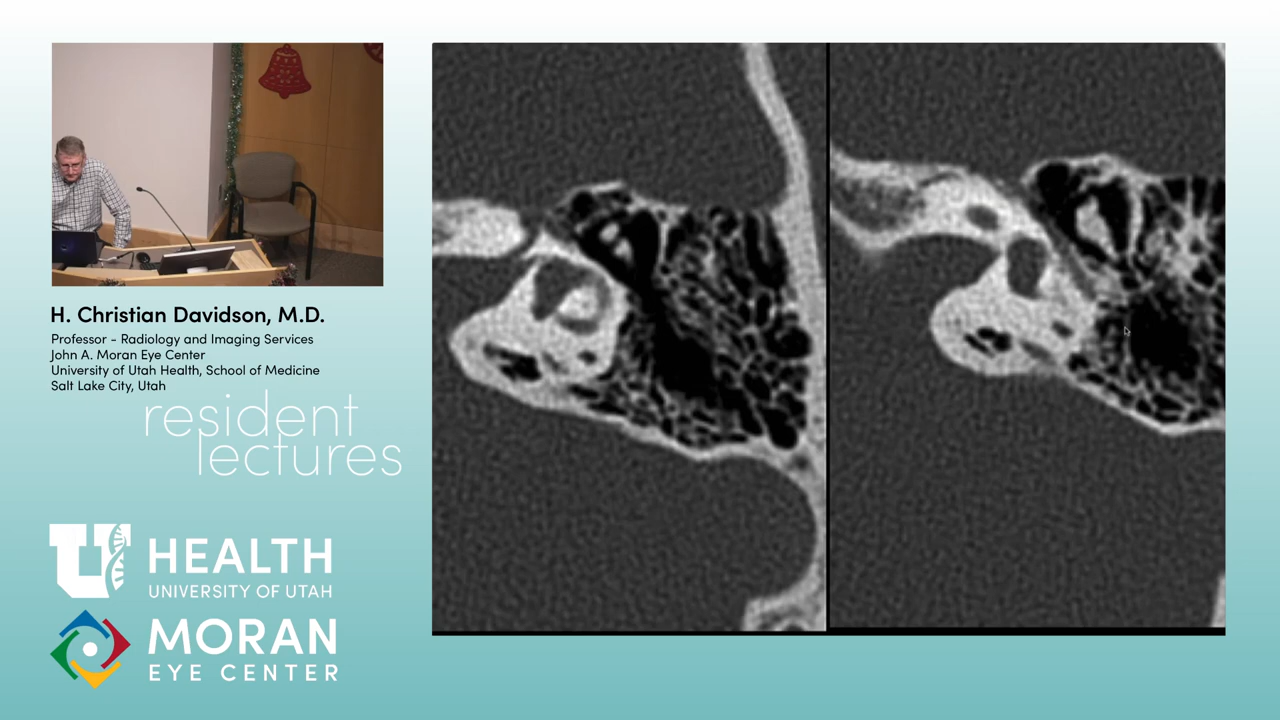 H. Christian Davidson, M.D.
Professor - Radiology and Imaging Services
John A. Moran Eye Center
University of Utah Health, School of Medicine
Salt Lake City, Utah
resident
lectures
U HEALTH
UNIVERSITY OF UTAH
MORAN
EYE CENTER